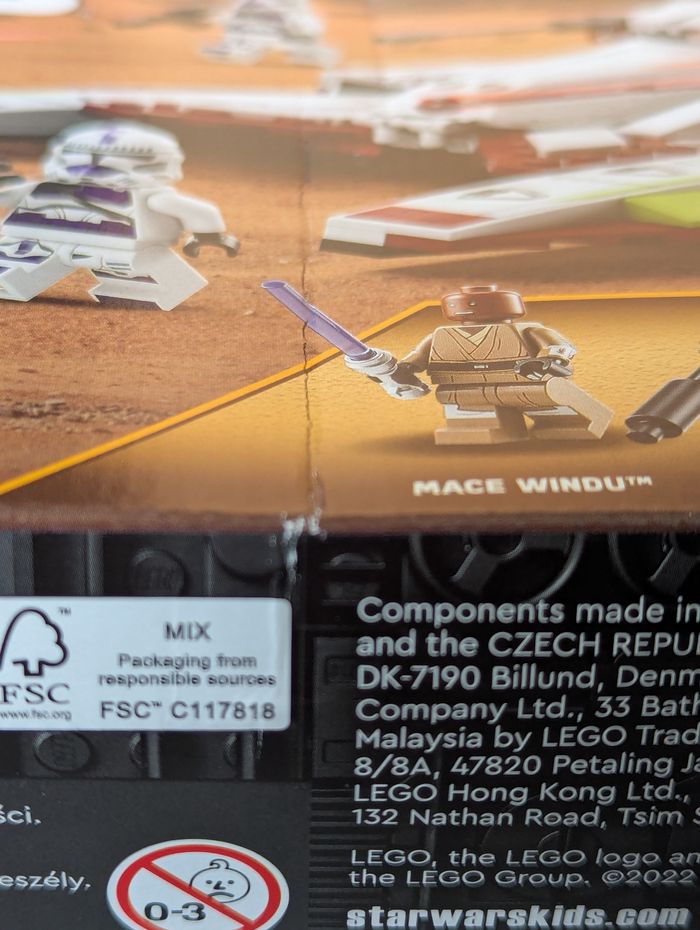 MACE WINDU™
™
FSC
www.fsc.org
MIX
Packaging from
responsible sources
FSC™ C117818
Components made in
and the CZECH REPU
DK-7190 Billund, Denm
Company Ltd., 33 Bath
Malaysia by LEGO Trad
8/8A, 47820 Petaling Ja
LEGO Hong Kong Ltd.,
132 Nathan Road, Tsim S
ści.
eszély.
LEGO, the LEGO logo an
the LEGO Group. ©2022
0-3
starwarskids.com